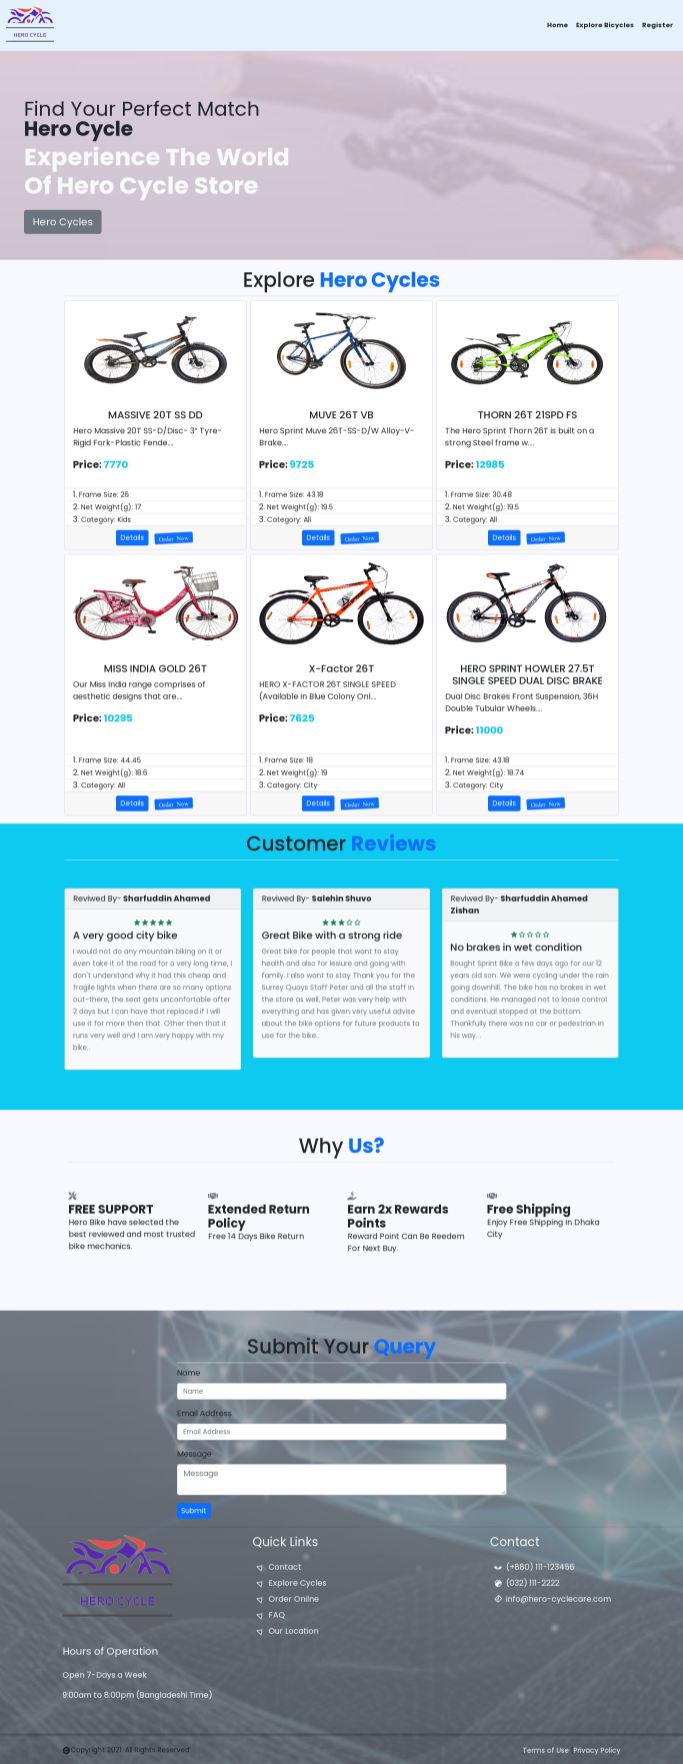 HERO CYCLE
Home Explore Bicycles Register
Find Your Perfect Match
Hero Cycle
Experience The World
Of Hero Cycle Store
Hero Cycles
Explore Hero Cycles
MASSIVE 20T SS DD
Hero Massive 20T SS-D/Disc- 3" Tyre-
Rigid Fork-Plastic Fende...
Price: 7770
1. Frame Size: 26
2. Net Weight(g): 17
3. Category: Kids
Details Order Now
MUVE 26T VB
Hero Sprint Muve 26T-SS-D/W Alloy-V-
Brake...
Price: 9725
1. Frame Size: 43.18
2. Net Weight(g): 19.5
3. Category: All
Details Order Now
THORN 26T 21SPD FS
The Hero Sprint Thorn 26T is built on a
strong Steel frame w...
Price: 12985
1. Frame Size: 30.48
2. Net Weight(g): 19.5
3. Category: All
Details Order Now
MISS INDIA GOLD 26T
Our Miss India range comprises of
aesthetic designs that are...
Price: 10295
1. Frame Size: 44.45
2. Net Weight(g): 18.6
3. Category: All
Details Order Now
X-Factor 26T
HERO X-FACTOR 26T SINGLE SPEED
(Available in Blue Colony Onl...
Price: 7625
1. Frame Size: 18
2. Net Weight(g): 19
3. Category: City
Details Order Now
HERO SPRINT HOWLER 27.5T
SINGLE SPEED DUAL DISC BRAKE
Dual Disc Brakes Front Suspension, 36H
Double Tubular Wheels...
Price: 11000
1. Frame Size: 43.18
2. Net Weight(g): 18.74
3. Category: City
Details Order Now
Customer Reviews
Reviwed By- Sharfuddin Ahamed
A very good city bike
I would not do any mountain biking on it or
even take it of the road for a very long time, I
don't understand why it had this cheap and
fragile lights when there are so many options
out-there, the seat gets unconfortable after
2 days but I can have that replaced if I will
use it for more then that. Other then that it
runs very well and I am very happy with my
bike..
Reviwed By- Salehin Shuvo
Great Bike with a strong ride
Great bike for people that want to stay
health and also for lesiure and going with
family. I also want to stay Thank you for the
Surrey Quays Staff Peter and all the staff in
the store as well, Peter was very help with
everything and has given very useful advise
about the bike options for future products to
use for the bike..
Reviwed By- Sharfuddin Ahamed
Zishan
No brakes in wet condition
Bought Sprint Bike a few days ago for our 12
years old son. We were cycling under the rain
going downhill. The bike has no brakes in wet
conditions. He managed not to loose control
and eventual stopped at the bottom.
Thankfully there was no car or pedestrian in
his way. .
Why Us?
FREE SUPPORT
Hero Bike have selected the
best reviewed and most trusted
bike mechanics.
Extended Return
Policy
Free 14 Days Bike Return
Earn 2x Rewards
Points
Reward Point Can Be Reedem
For Next Buy.
Free Shipping
Enjoy Free Shipping In Dhaka
City
Submit Your Query
Name
Name
Email Address
Email Address
Message
Message
Submit
HERO CYCLE
Hours of Operation
Open 7-Days a Week
9:00am to 8:00pm (Bangladeshi Time)
Quick Links
Contact
Explore Cycles
Order Onilne
FAQ
Our Location
Contact
(+880) 111-123456
(032) 111-2222
info@hero-cyclecare.com
Copyright 2021. All Rights Reserved
Terms of Use Privacy Policy